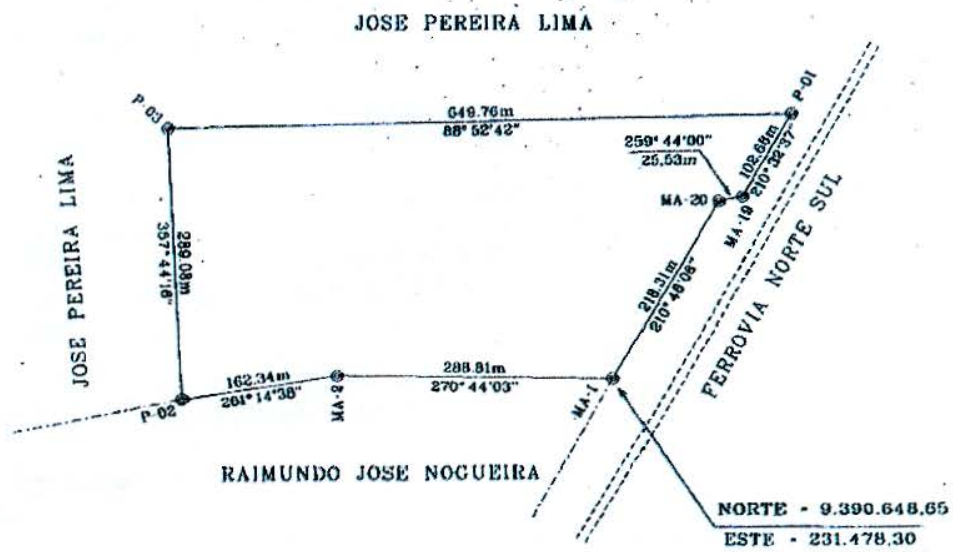 JOSE PEREIRA LIMA
P-03
649.76m
88° 52'42"
P-01
259° 44'00"
25,53m
102.68m
210° 32'37"
MA-20
MA-19
JOSE PEREIRA LIMA
289.08m
357° 44'16"
218.31m
210° 48'08"
FERROVIA NORTE SUL
162.34m
261° 14'38"
288.81m
270° 44'03"
P-02
MA-8
MA-1
RAIMUNDO JOSE NOGUEIRA
NORTE - 9.390.648,65
ESTE - 231.478,30